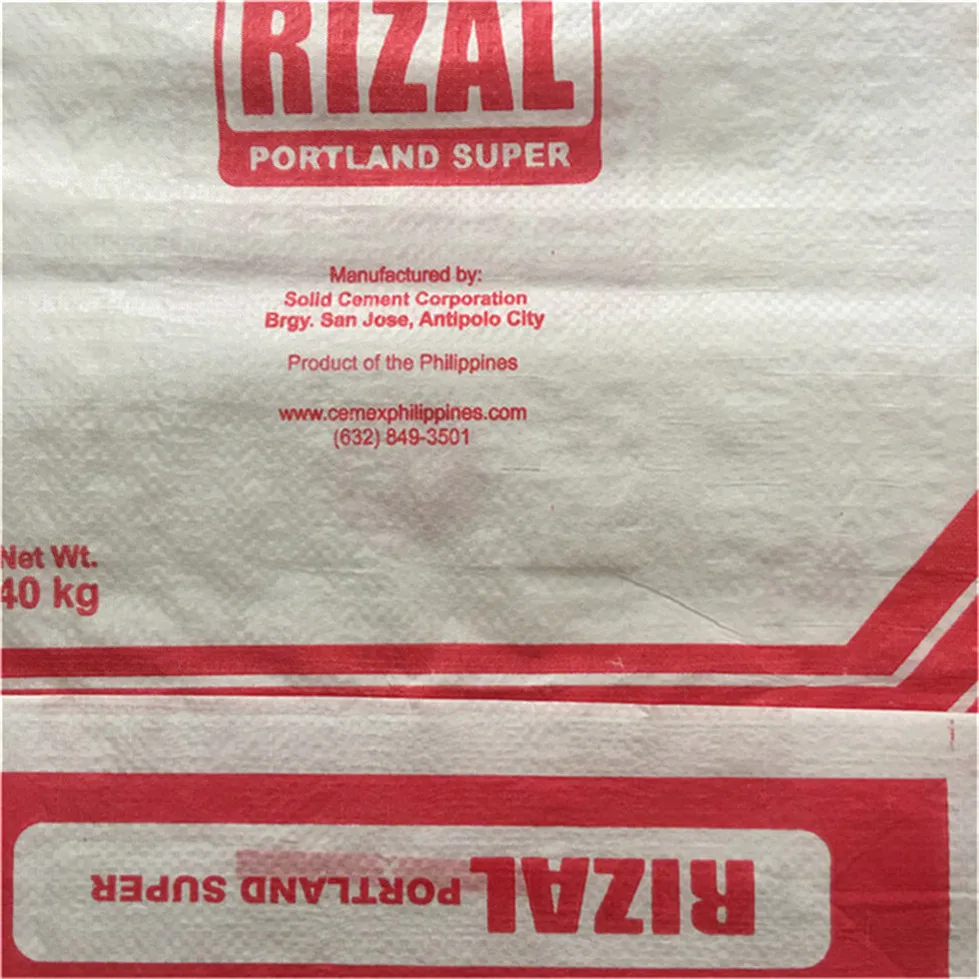 RIZAL
PORTLAND SUPER
Manufactured by:
Solid Cement Corporation
Brgy. San Jose, Antipolo City
Product of the Philippines
www.cemexphilippines.com
(632) 849-3501
Net Wt.
40 kg
RIZAL PORTLAND SUPER